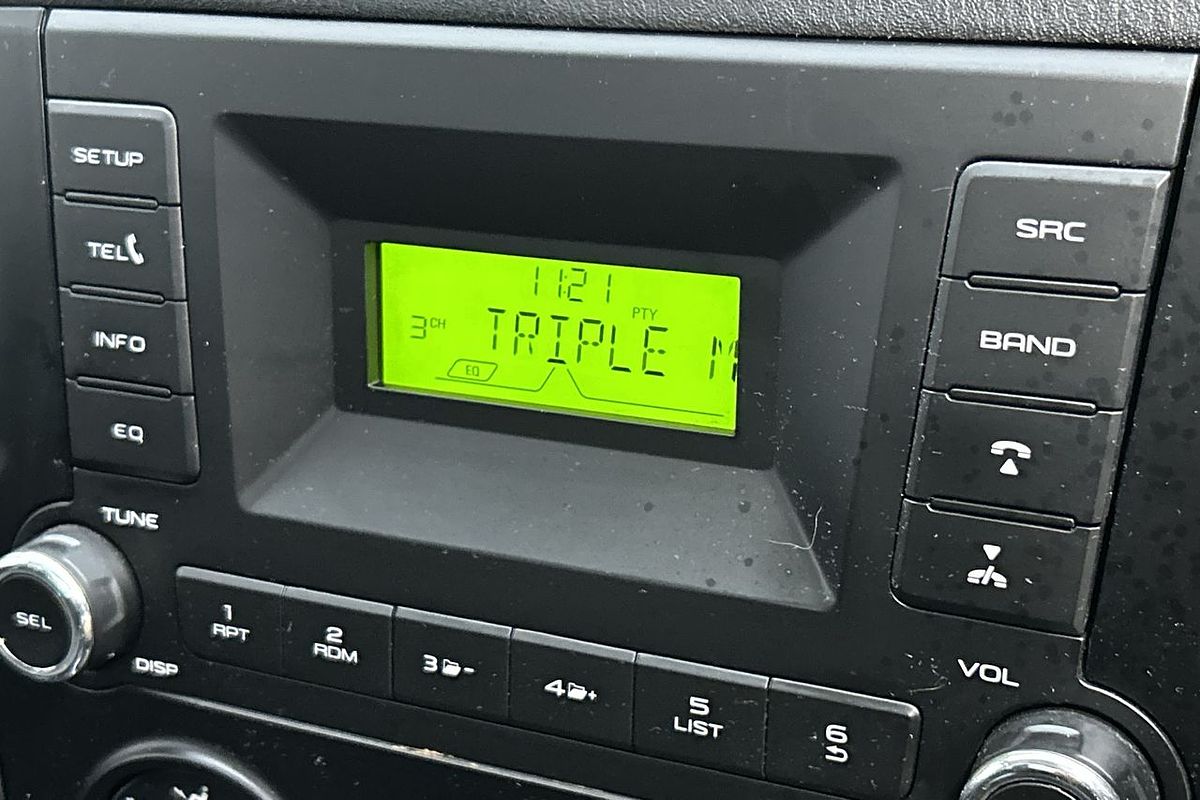 SETUP
TEL
INFO
EQ
11:21
PTY
3CH
TRIPLE M
EQ
SRC
BAND
TUNE
SEL
DISP
1
RPT
2
RDM
3 -
4 +
5
LIST
6
VOL